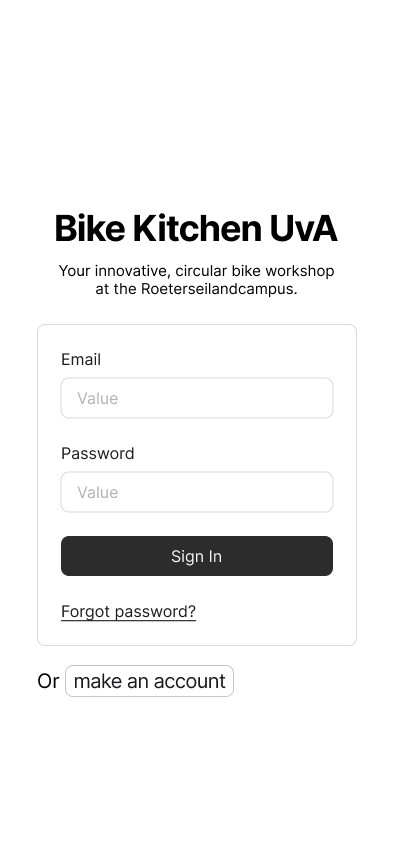 Bike Kitchen UvA
Your innovative, circular bike workshop
at the Roeterseilandcampus.
Email
Value
Password
Value
Sign In
Forgot password?
Or make an account